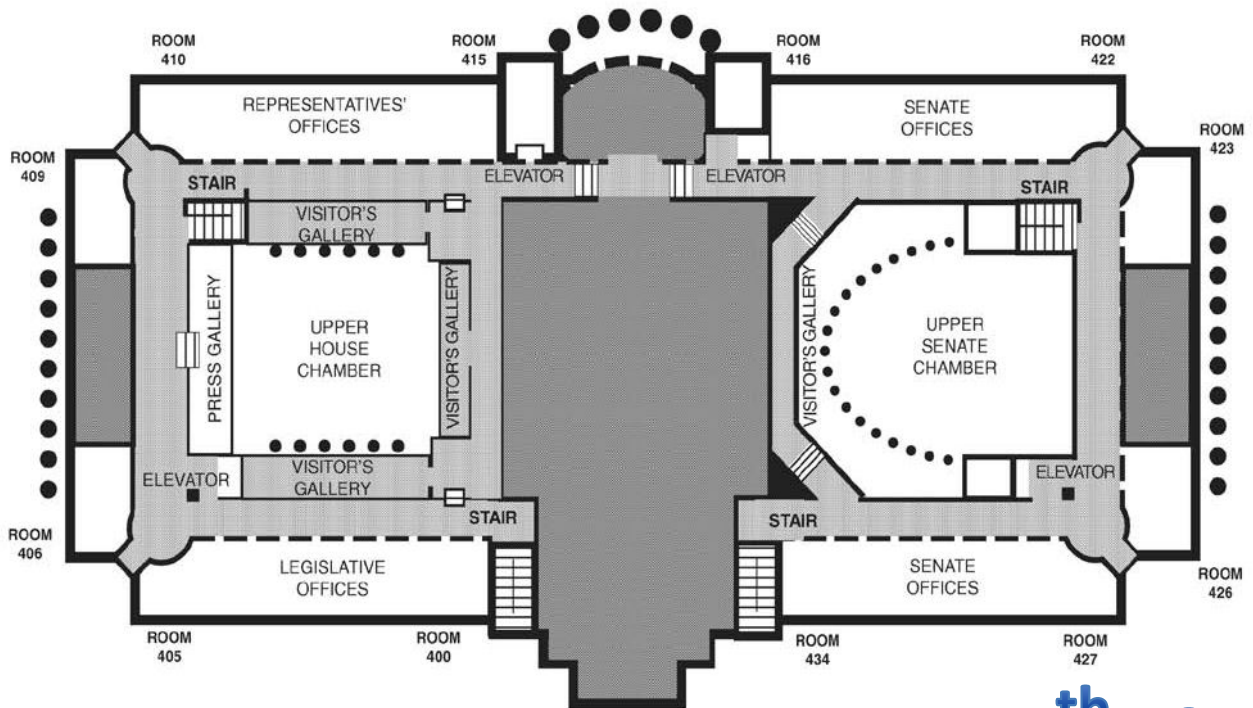 ROOM
410
ROOM
415
ROOM
416
ROOM
422
REPRESENTATIVES'
OFFICES
SENATE
OFFICES
ROOM
409
ROOM
423
STAIR
ELEVATOR
ELEVATOR
STAIR
VISITOR'S
GALLERY
PRESS GALLERY
UPPER
HOUSE
CHAMBER
VISITOR'S GALLERY
VISITOR'S GALLERY
UPPER
SENATE
CHAMBER
VISITOR'S
GALLERY
ELEVATOR
ELEVATOR
STAIR
STAIR
ROOM
406
LEGISLATIVE
OFFICES
SENATE
OFFICES
ROOM
426
ROOM
405
ROOM
400
ROOM
434
ROOM
427
th